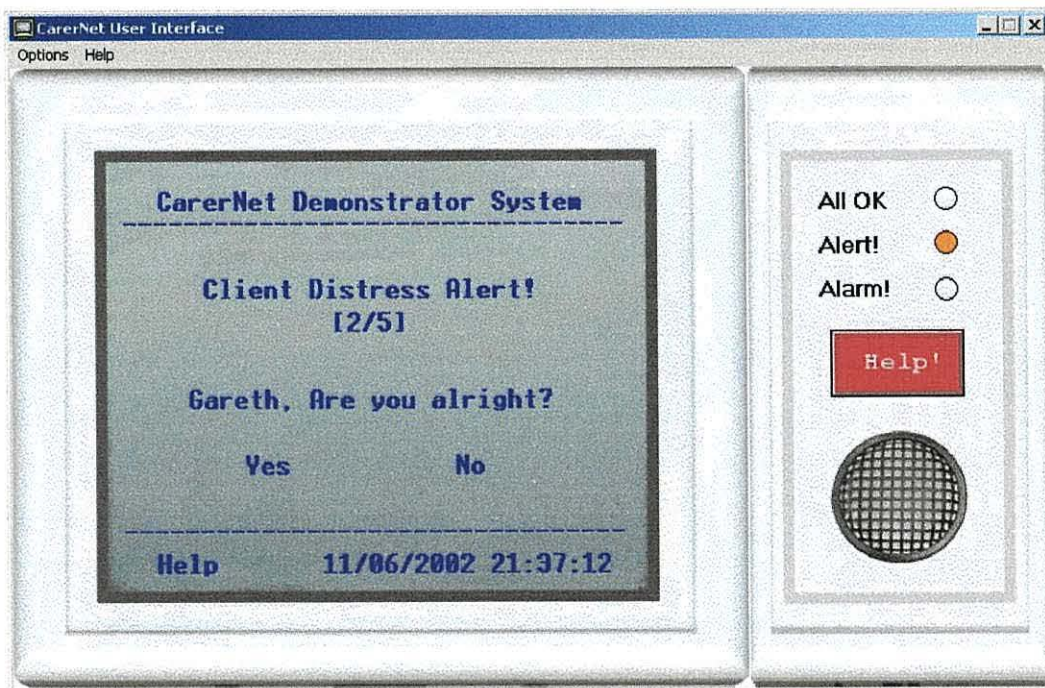 CarerNet User Interface
Options Help
CarerNet Demonstrator System
Client Distress Alert!
[2/5]
Gareth, Are you alright?
Yes No
Help 11/06/2002 21:37:12
All OK
Alert!
Alarm!
Help!